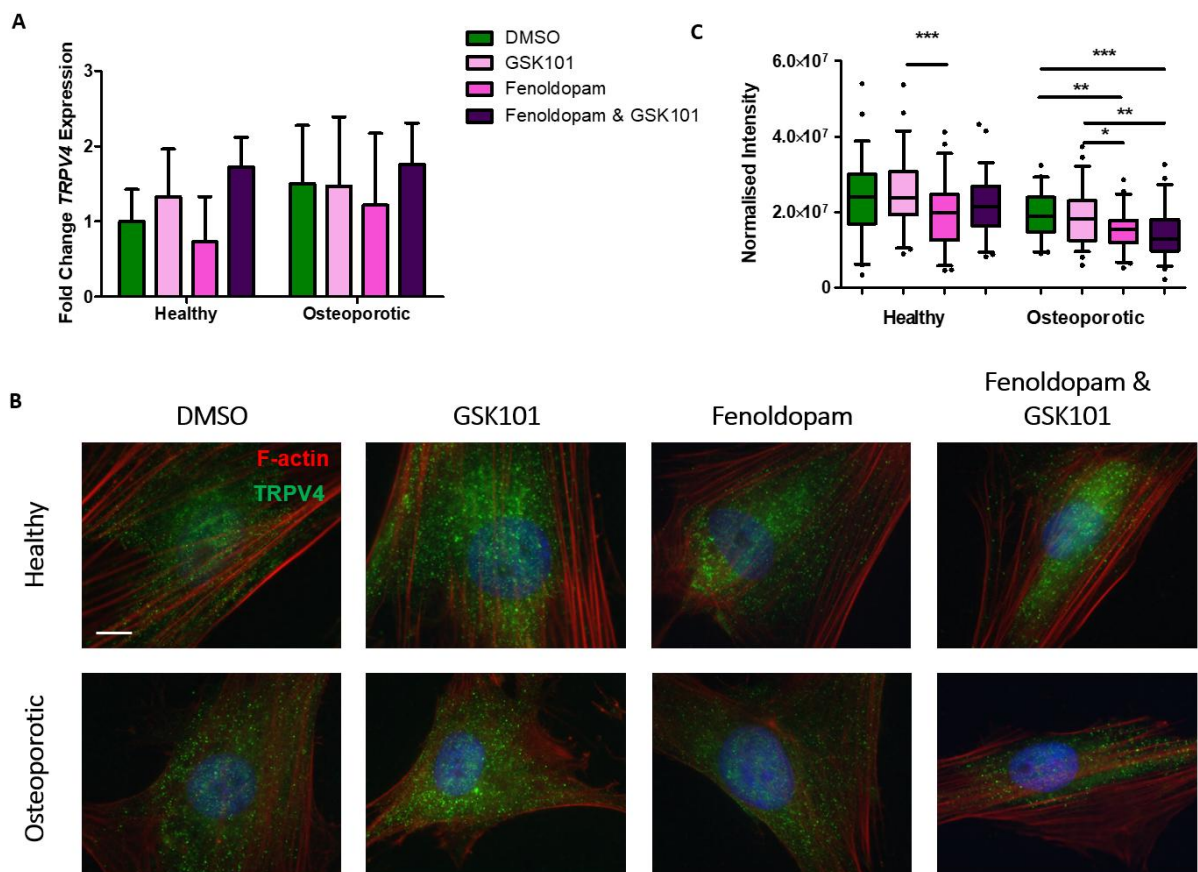 A
Fold Change TRPV4 Expression
3
2
1
0
Healthy
Osteoporotic
DMSO
GSK101
Fenoldopam
Fenoldopam & GSK101
C
Normalised Intensity
6.0×10⁷
4.0×10⁷
2.0×10⁷
0
***
***
**
**
*
Healthy
Osteoporotic
B
DMSO
GSK101
Fenoldopam
Fenoldopam &
GSK101
Healthy
F-actin
TRPV4
Osteoporotic